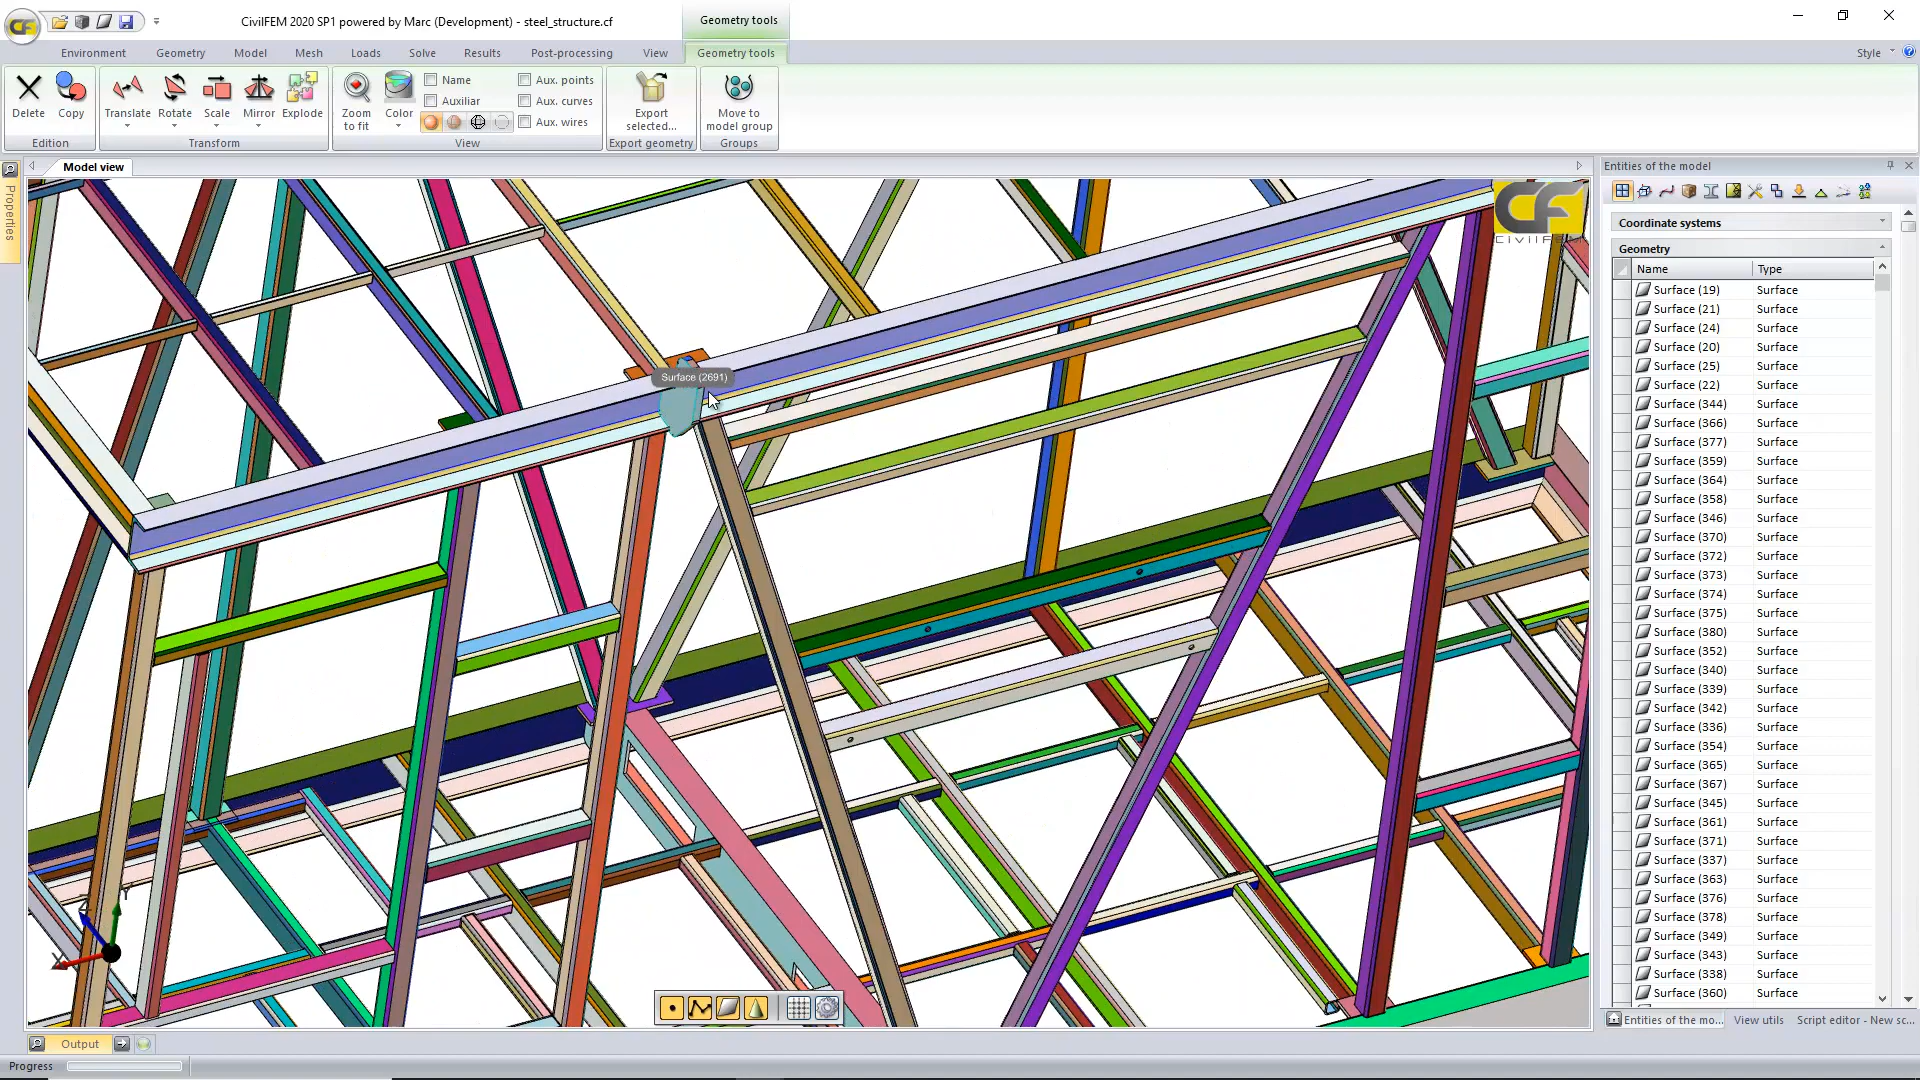 CivilFEM 2020 SP1 powered by Marc (Development) - steel_structure.cf
Geometry tools
Environment Geometry Model Mesh Loads Solve Results Post-processing View Geometry tools Style
Delete Copy Translate Rotate Scale Mirror Explode Zoom to fit Color
Name
Auxiliar
Aux. points
Aux. curves
Aux. wires
Export selected...
Move to model group
Edition Transform View Export geometry Groups
Properties
Model view
CF
Surface (2691)
Y
X
Entities of the model
Coordinate systems
Geometry
Name Type
Surface (19) Surface
Surface (21) Surface
Surface (24) Surface
Surface (20) Surface
Surface (25) Surface
Surface (22) Surface
Surface (344) Surface
Surface (366) Surface
Surface (377) Surface
Surface (359) Surface
Surface (364) Surface
Surface (358) Surface
Surface (346) Surface
Surface (370) Surface
Surface (372) Surface
Surface (373) Surface
Surface (374) Surface
Surface (375) Surface
Surface (380) Surface
Surface (352) Surface
Surface (340) Surface
Surface (339) Surface
Surface (342) Surface
Surface (336) Surface
Surface (354) Surface
Surface (365) Surface
Surface (367) Surface
Surface (345) Surface
Surface (361) Surface
Surface (371) Surface
Surface (337) Surface
Surface (363) Surface
Surface (376) Surface
Surface (378) Surface
Surface (349) Surface
Surface (343) Surface
Surface (338) Surface
Surface (360) Surface
Entities of the mo... View utils Script editor - New sc...
Output
Progress